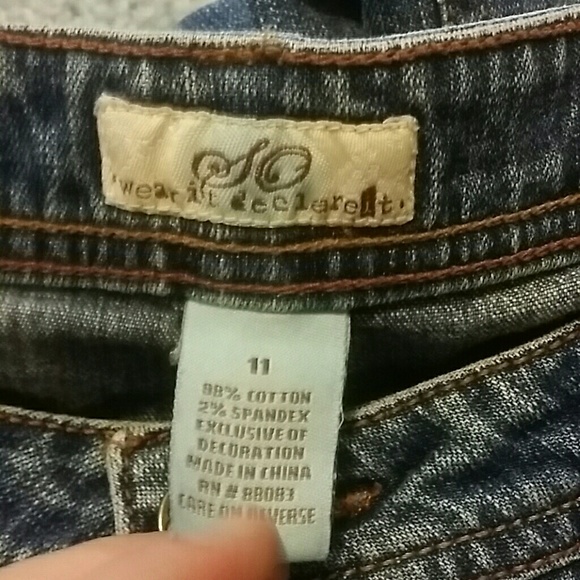 SO
'wear it declare it'
11
98% COTTON
2% SPANDEX
EXCLUSIVE OF
DECORATION
MADE IN CHINA
RN # 88083
CARE ON REVERSE